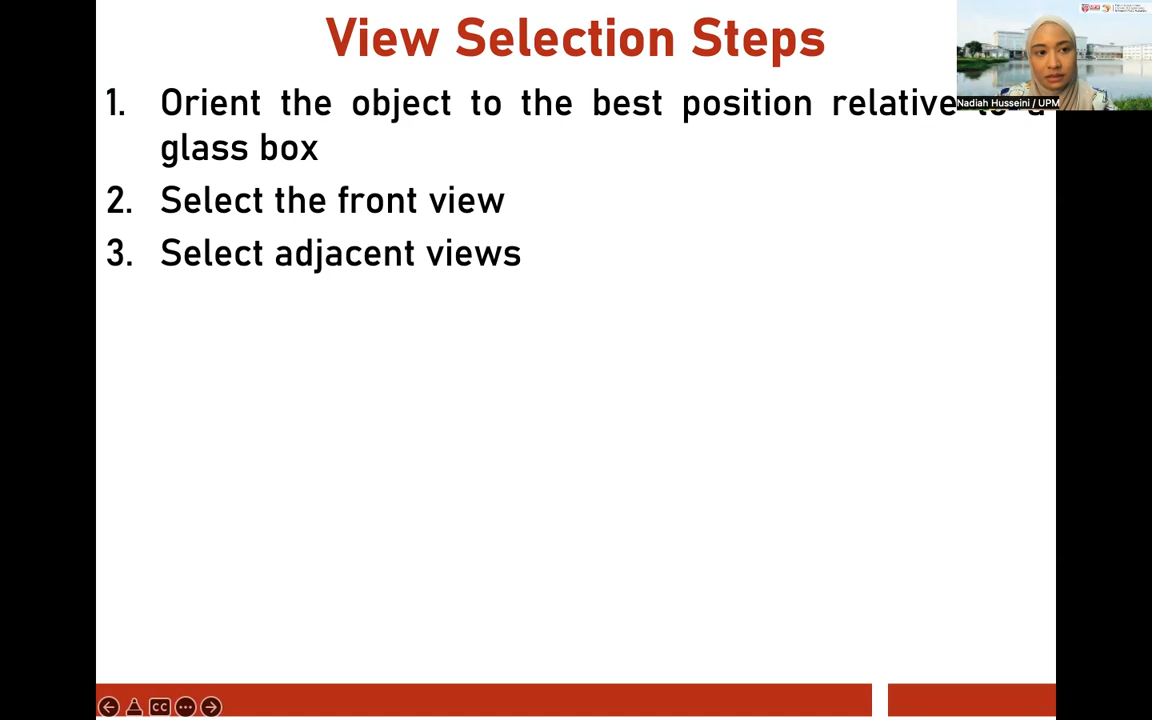 View Selection Steps
1. Orient the object to the best position relative to a
glass box
2. Select the front view
3. Select adjacent views
Nadiah Husseini / UPM
CC